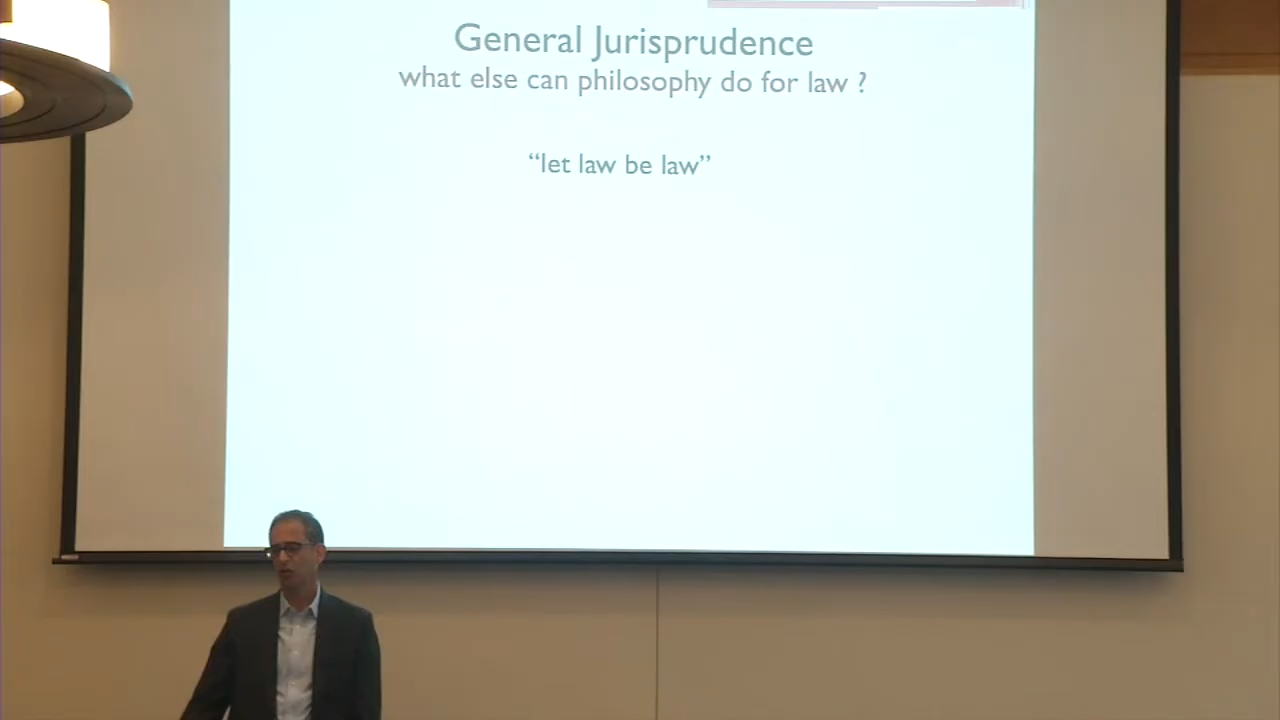 General Jurisprudence
what else can philosophy do for law ?
“let law be law”